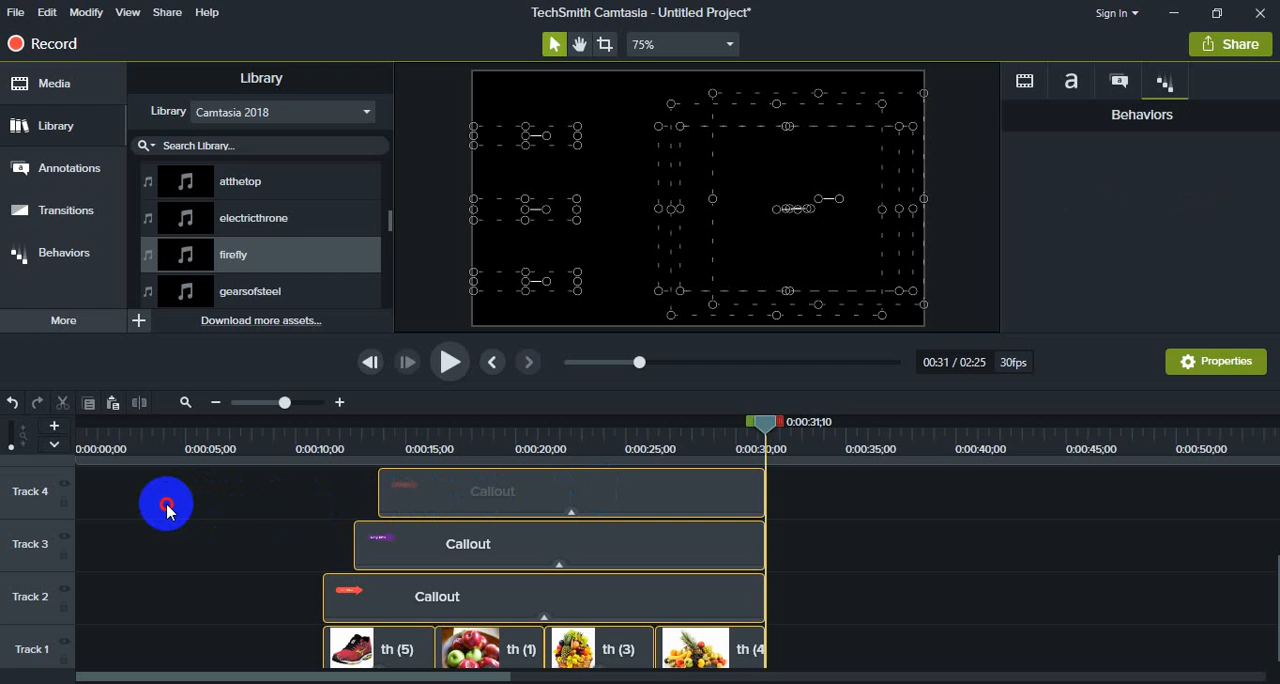 File Edit Modify View Share Help
TechSmith Camtasia - Untitled Project*
Sign In
Record
75%
Share
Media
Library
Annotations
Transitions
Behaviors
More
Library
Library Camtasia 2018
Search Library...
atthetop
electricthrone
firefly
gearsofsteel
Download more assets...
a
Behaviors
00:31 / 02:25 30fps
Properties
0:00:31;10
0:00:00;00 0:00:05;00 0:00:10;00 0:00:15;00 0:00:20;00 0:00:25;00 0:00:30;00 0:00:35;00 0:00:40;00 0:00:45;00 0:00:50;00
Track 4 Callout
Track 3 Callout
Track 2 Callout
Track 1 th (5) th (1) th (3) th (4